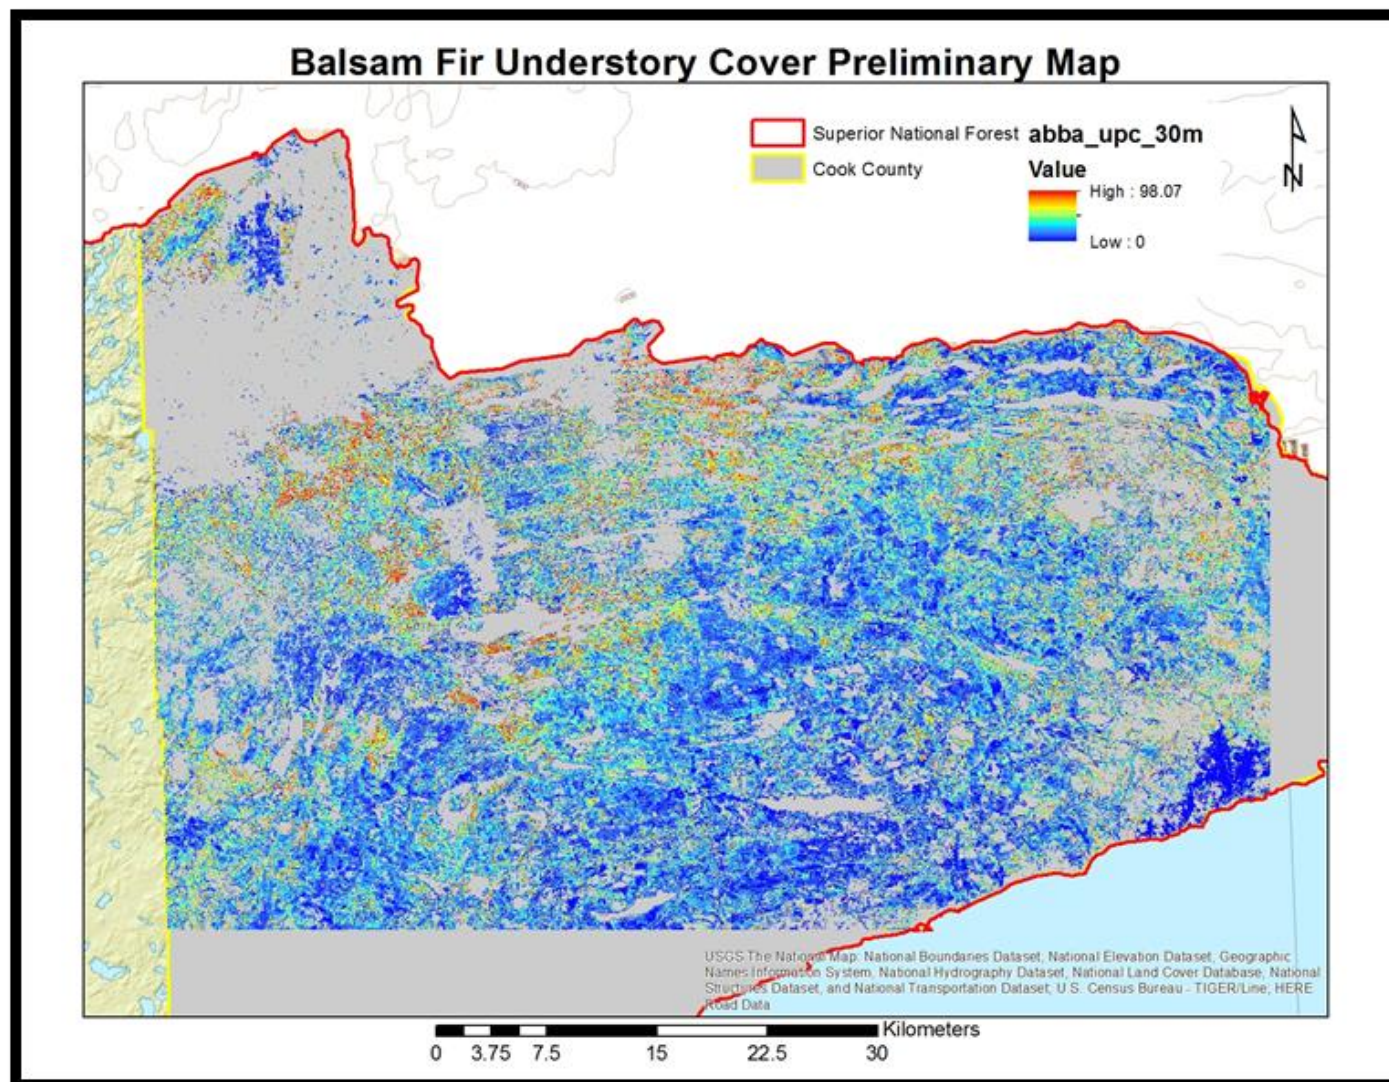 Balsam Fir Understory Cover Preliminary Map
Superior National Forest
Cook County
abba_upc_30m
Value
High : 98.07
Low : 0
N
USGS The National Map: National Boundaries Dataset, National Elevation Dataset, Geographic
Names Information System, National Hydrography Dataset, National Land Cover Database, National
Structures Dataset, and National Transportation Dataset; U.S. Census Bureau - TIGER/Line; HERE
Road Data
Kilometers
0 3.75 7.5 15 22.5 30